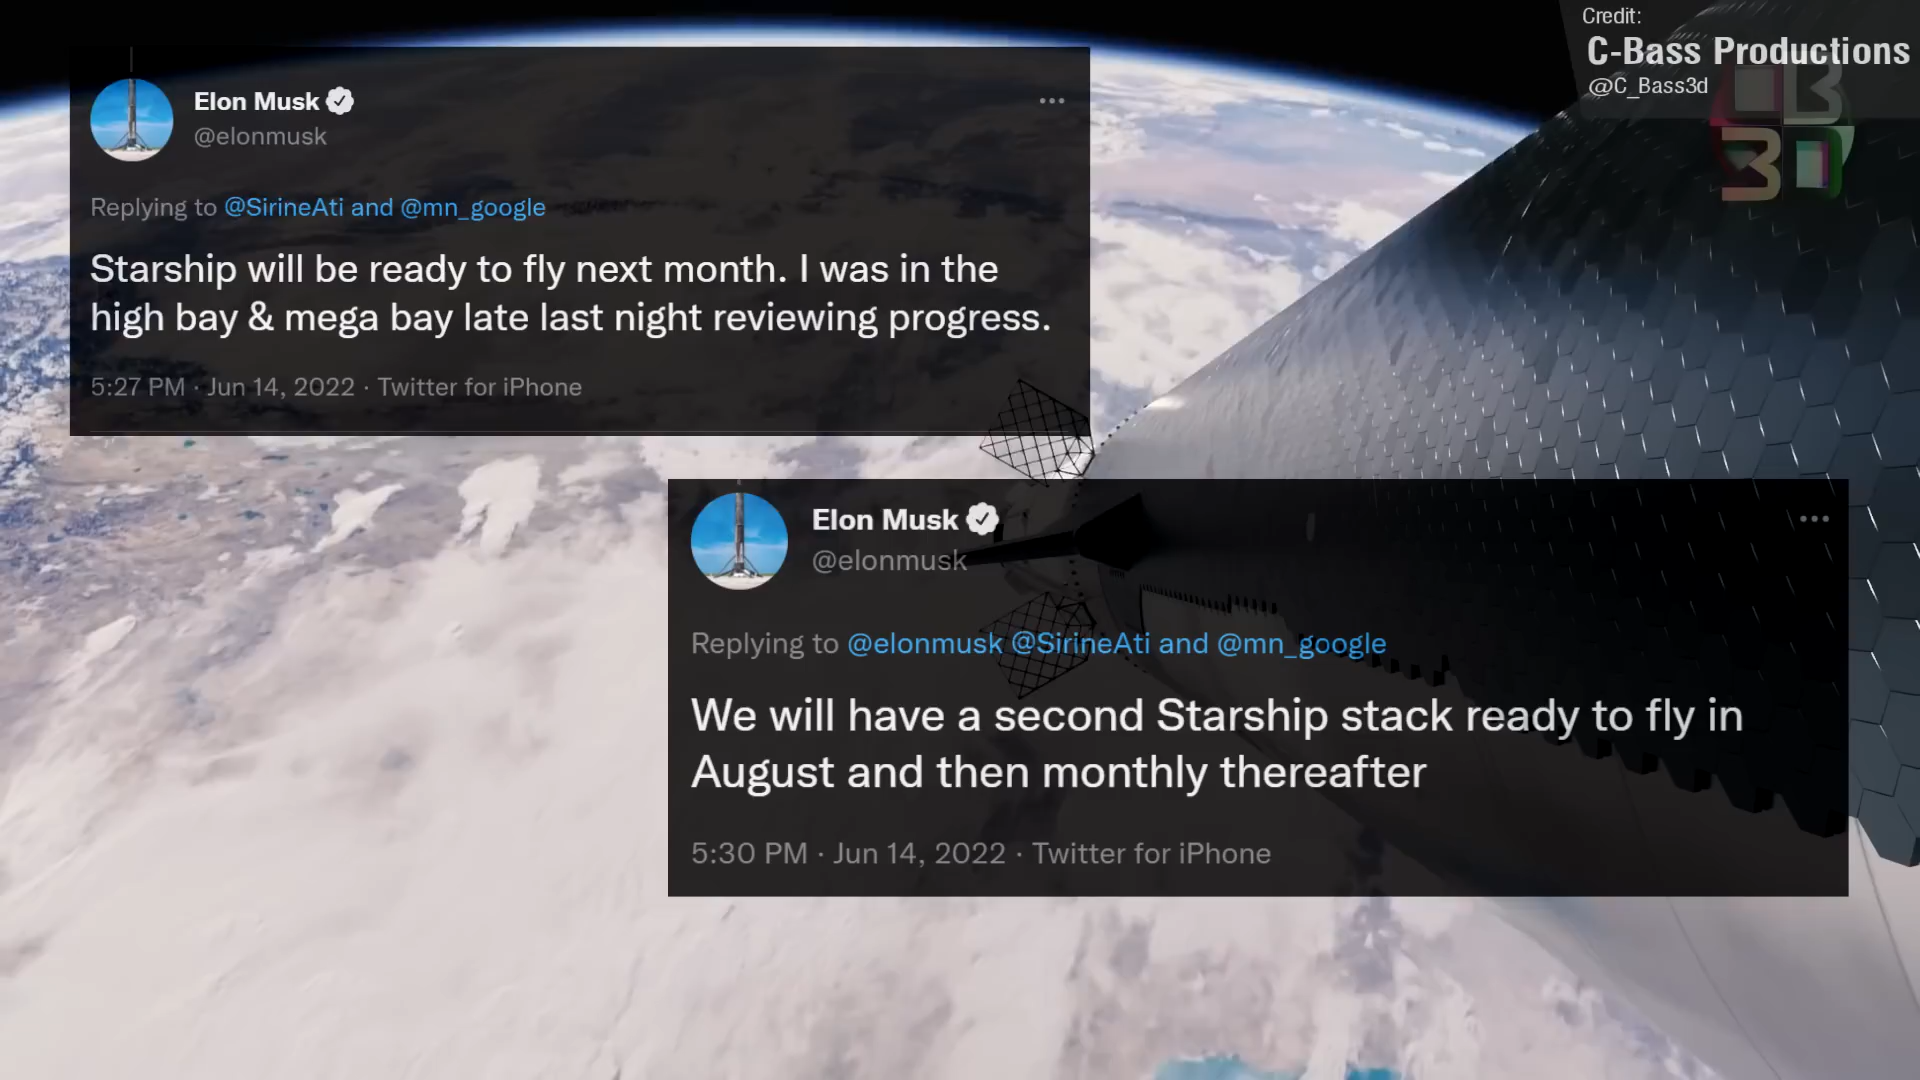 Credit:
C-Bass Productions
@C_Bass3d
Elon Musk
@elonmusk
Replying to @SirineAti and @mn_google
Starship will be ready to fly next month. I was in the
high bay & mega bay late last night reviewing progress.
5:27 PM · Jun 14, 2022 · Twitter for iPhone
Elon Musk
@elonmusk
Replying to @elonmusk @SirineAti and @mn_google
We will have a second Starship stack ready to fly in
August and then monthly thereafter
5:30 PM · Jun 14, 2022 · Twitter for iPhone